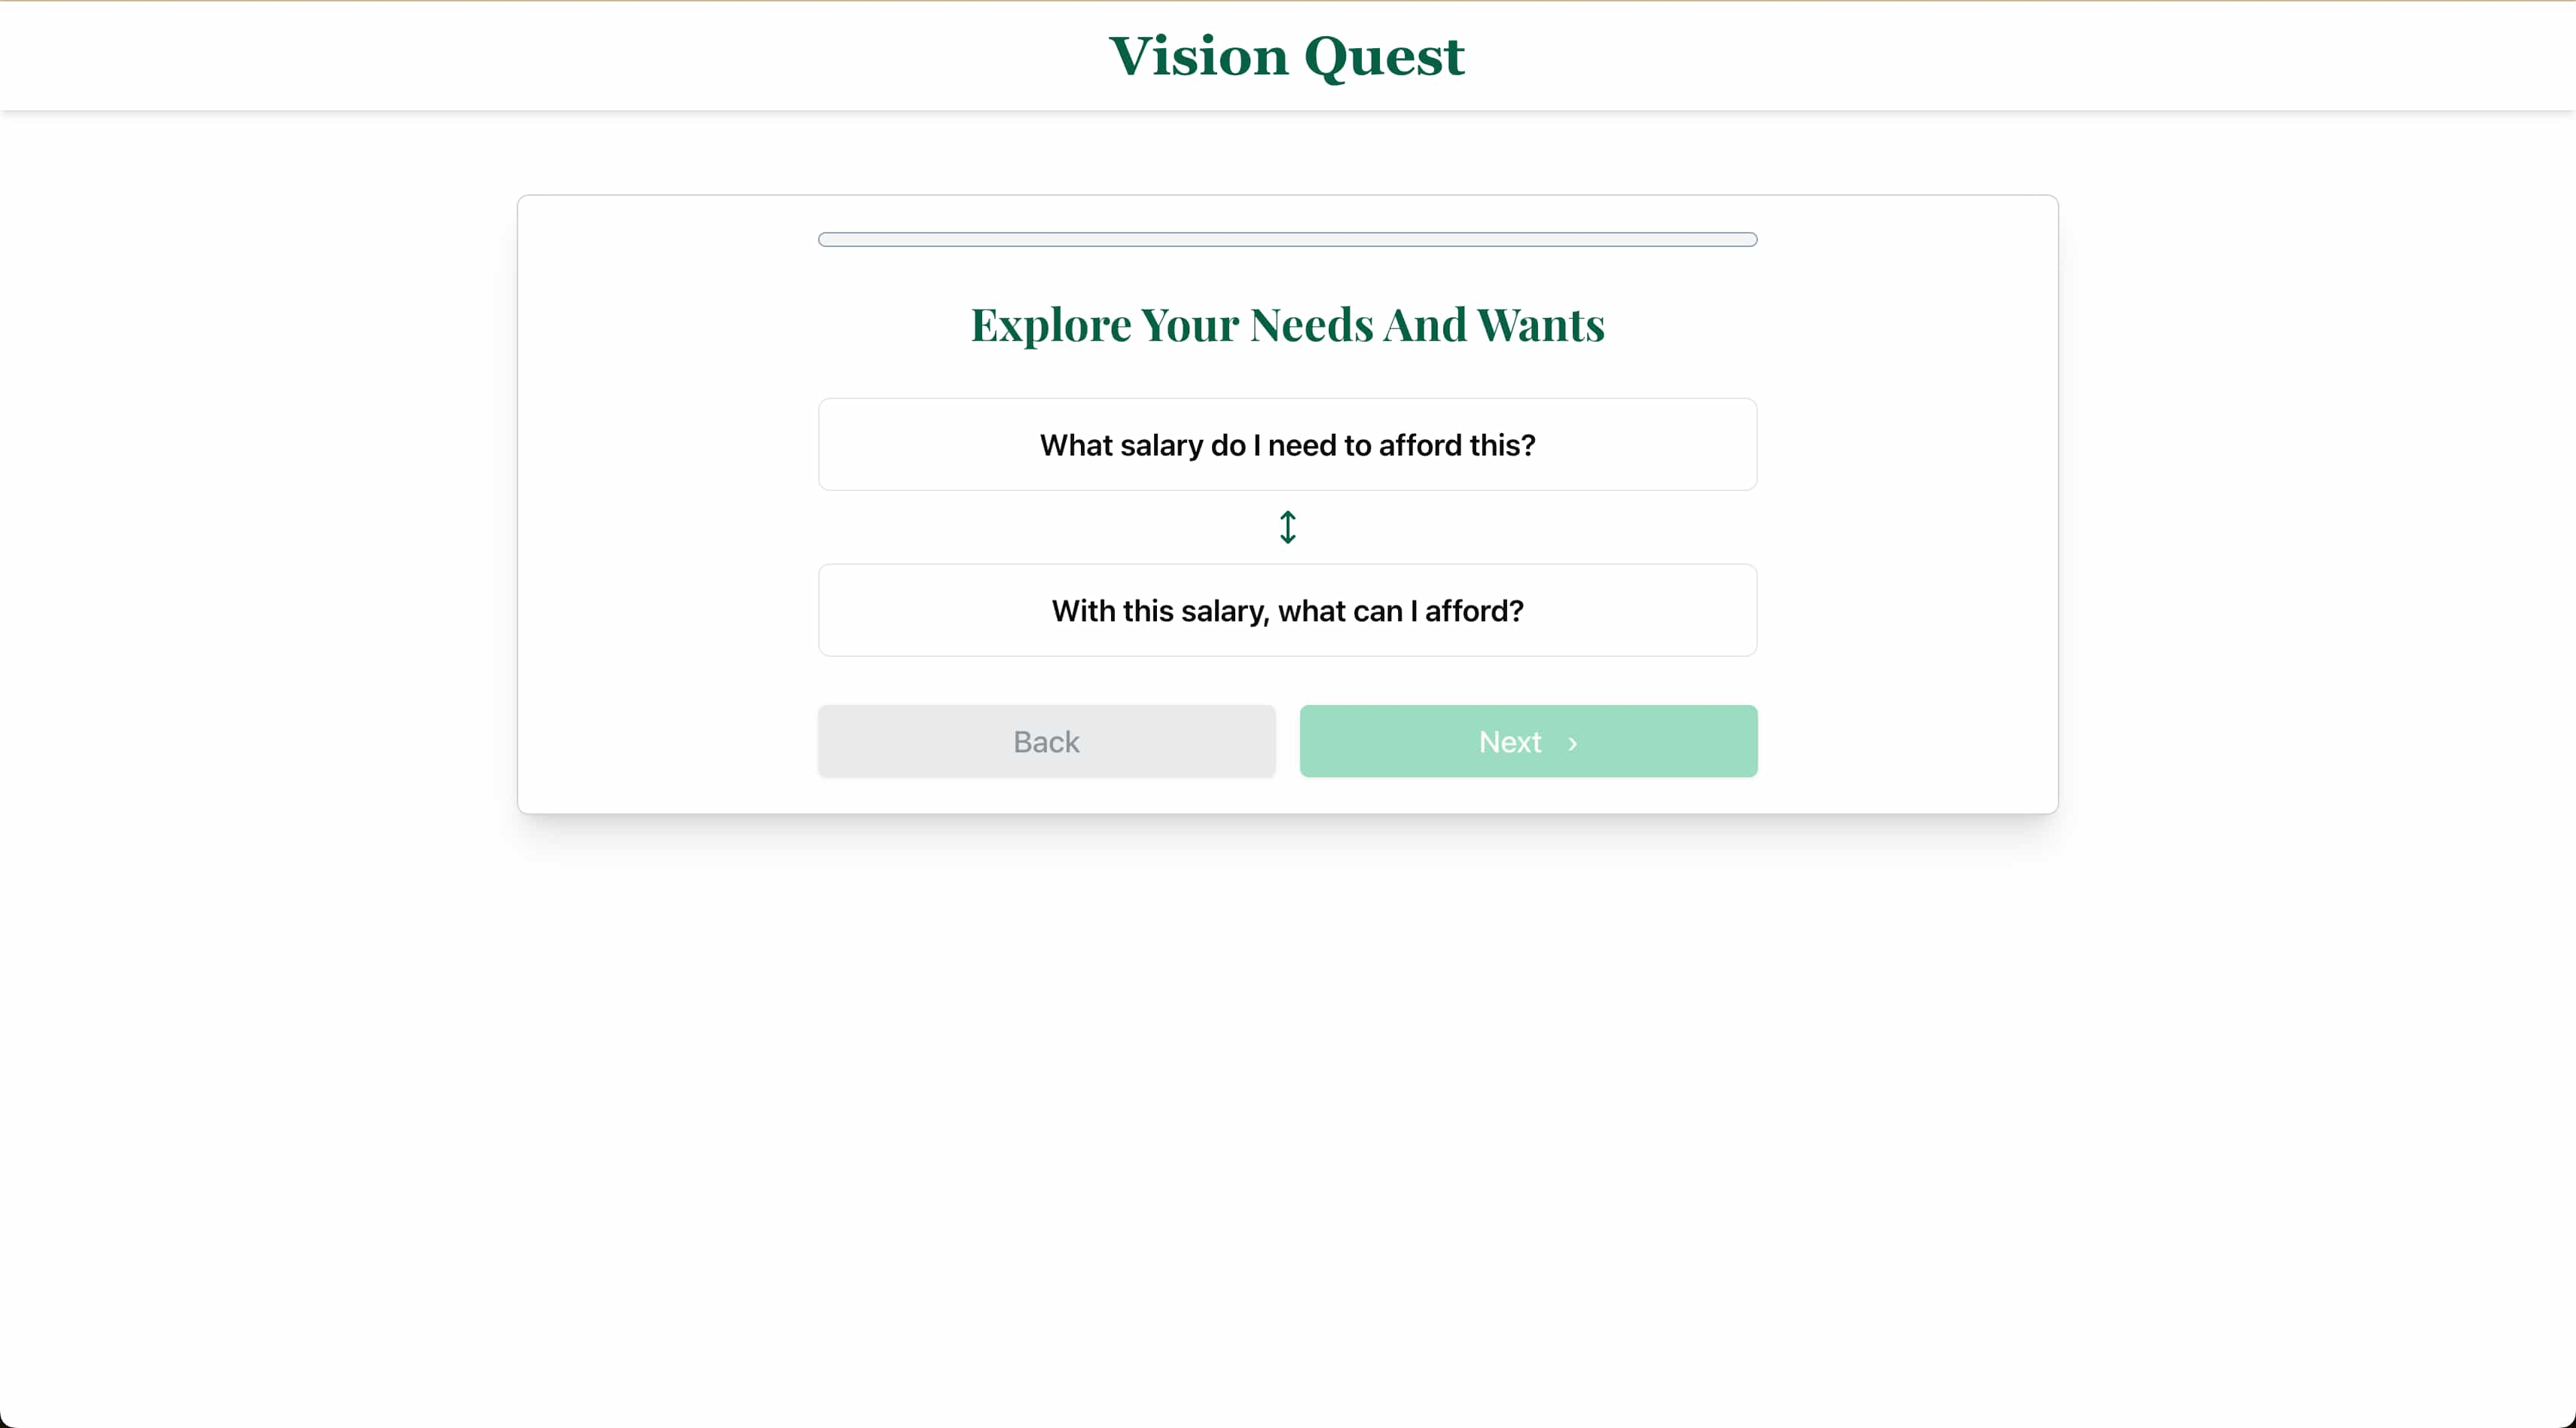 Vision Quest
Explore Your Needs And Wants
What salary do I need to afford this?
With this salary, what can I afford?
Back
Next ›